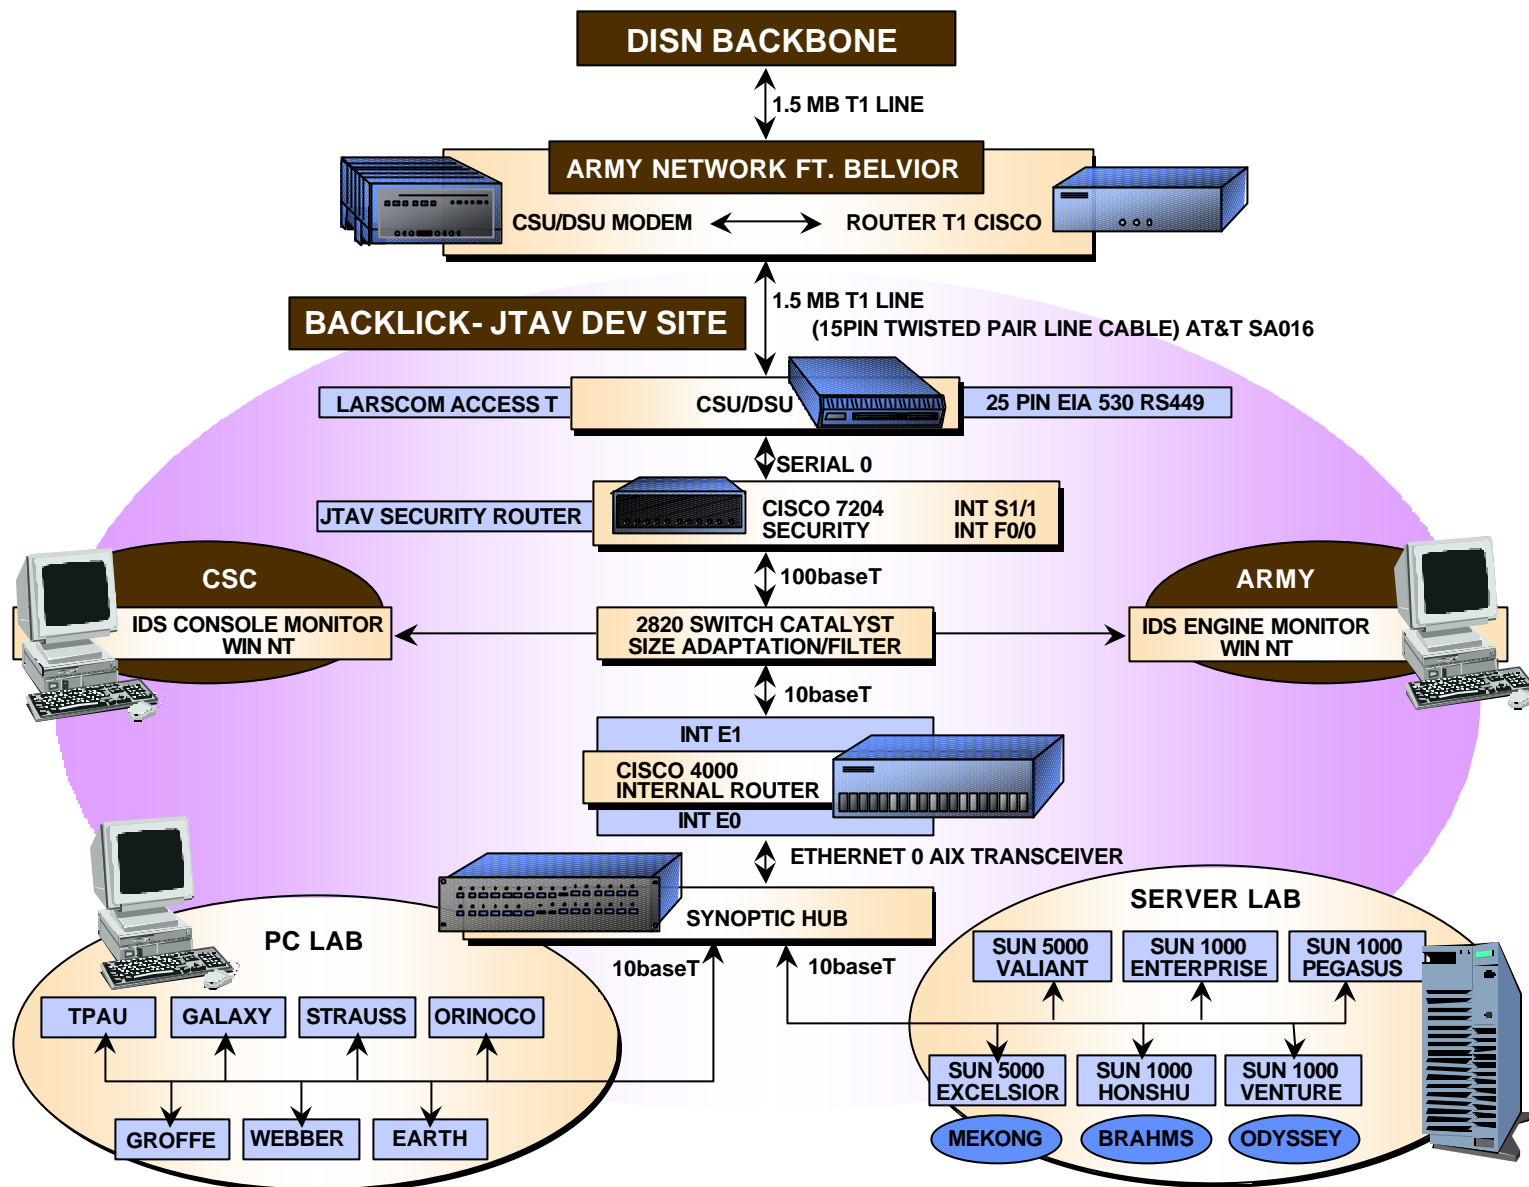 DISN BACKBONE
1.5 MB T1 LINE
ARMY NETWORK FT. BELVIOR
CSU/DSU MODEM
ROUTER T1 CISCO
1.5 MB T1 LINE
(15PIN TWISTED PAIR LINE CABLE) AT&T SA016
BACKLICK- JTAV DEV SITE
LARSCOM ACCESS T
CSU/DSU
25 PIN EIA 530 RS449
SERIAL 0
JTAV SECURITY ROUTER
CISCO 7204
SECURITY
INT S1/1
INT F0/0
100baseT
CSC
IDS CONSOLE MONITOR
WIN NT
2820 SWITCH CATALYST
SIZE ADAPTATION/FILTER
ARMY
IDS ENGINE MONITOR
WIN NT
10baseT
INT E1
CISCO 4000
INTERNAL ROUTER
INT E0
ETHERNET 0 AIX TRANSCEIVER
SYNOPTIC HUB
10baseT
10baseT
PC LAB
TPAU
GALAXY
STRAUSS
ORINOCO
GROFFE
WEBBER
EARTH
SERVER LAB
SUN 5000
VALIANT
SUN 1000
ENTERPRISE
SUN 1000
PEGASUS
SUN 5000
EXCELSIOR
SUN 1000
HONSHU
SUN 1000
VENTURE
MEKONG
BRAHMS
ODYSSEY